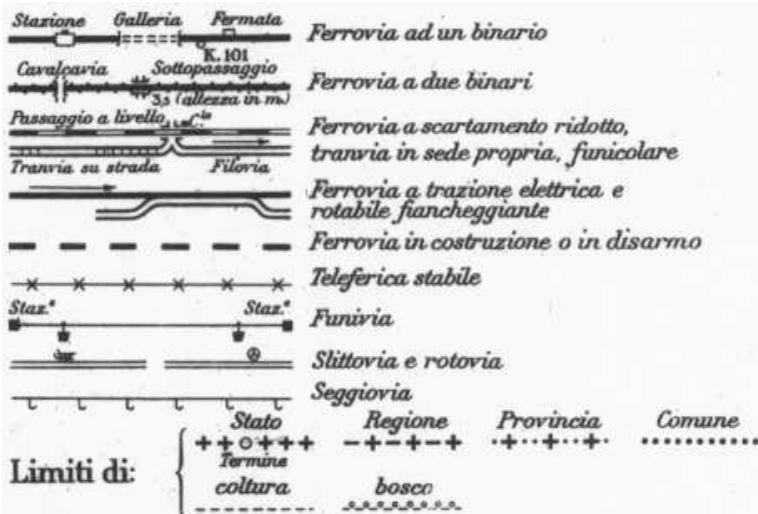 Stazione Galleria Fermata
Ferrovia ad un binario
K. 101
Cavalcavia Sottopassaggio
Ferrovia a due binari
3,5 (altezza in m.)
Passaggio a livello
Ferrovia a scartamento ridotto,
tranvia in sede propria, funicolare
Tranvia su strada Filovia
Ferrovia a trazione elettrica e
rotabile fiancheggiante
Ferrovia in costruzione o in disarmo
Teleferica stabile
Staz.e Staz.e
Funivia
Slittovia e rotovia
Seggiovia
Stato Regione Provincia Comune
Limiti di:
Termine
coltura bosco